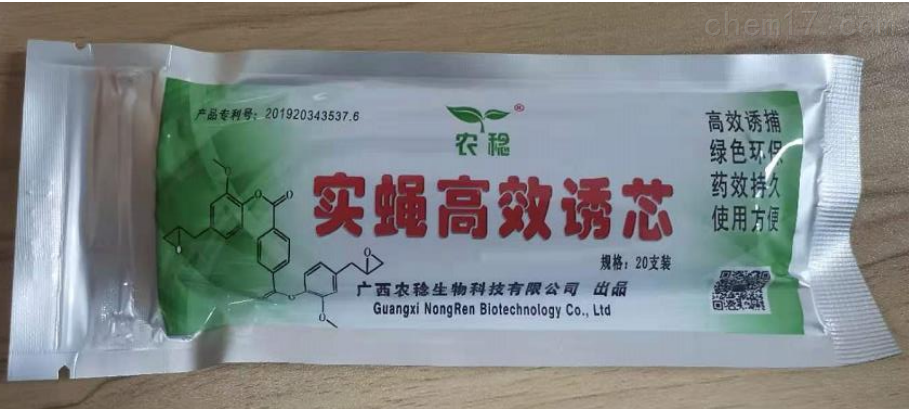 chem17.com
产品专利号：201920343537.6
®
农稔
高效诱捕
绿色环保
药效持久
使用方便
实蝇高效诱芯
规格：20支装
广西农稔生物科技有限公司 出品
Guangxi NongRen Biotechnology Co., Ltd